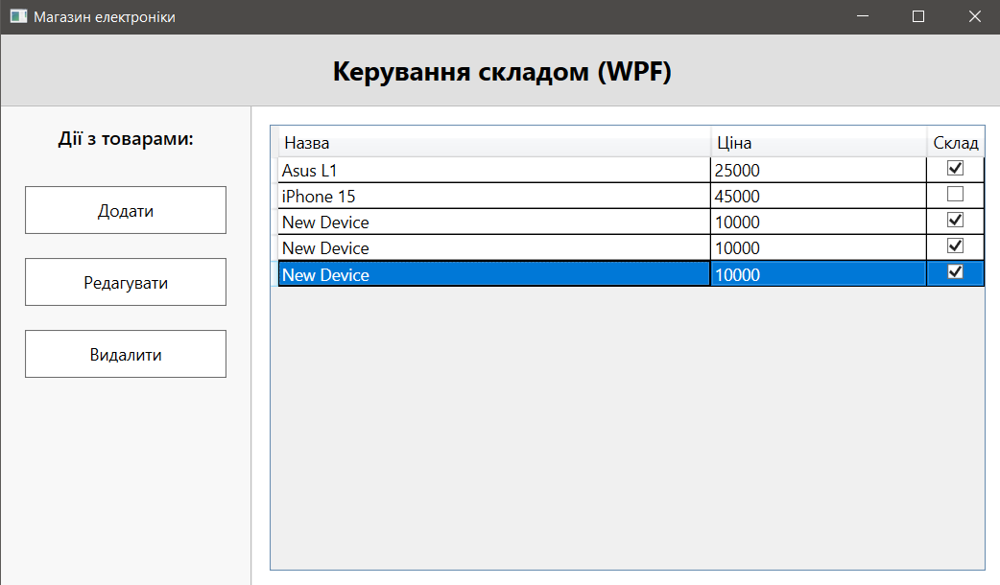 Магазин електроніки
Керування складом (WPF)
Дії з товарами:
Додати
Редагувати
Видалити
Назва Ціна Склад
Asus L1 25000
iPhone 15 45000
New Device 10000
New Device 10000
New Device 10000